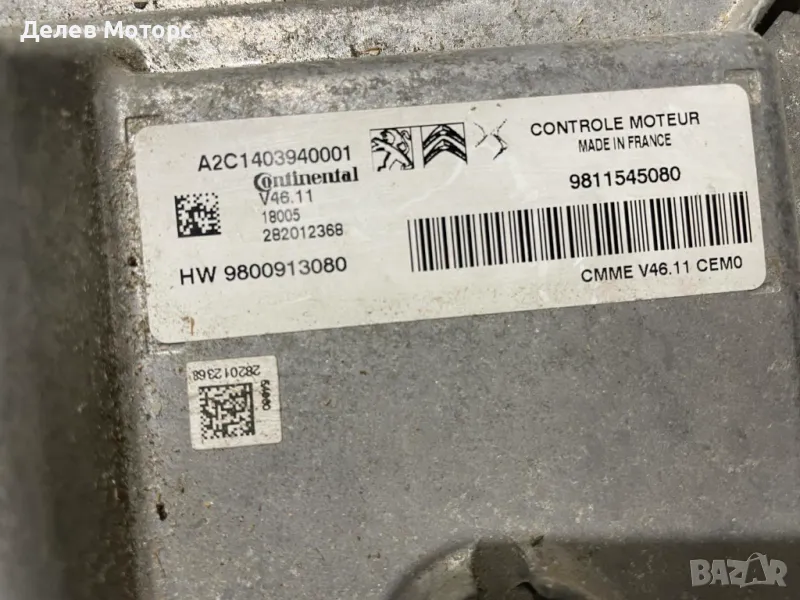 Делев Моторс
A2C1403940001
Continental
V46.11
18005
282012368
HW 9800913080
CONTROLE MOTEUR
MADE IN FRANCE
9811545080
CMME V46.11 CEM0
282012368
BAZAR